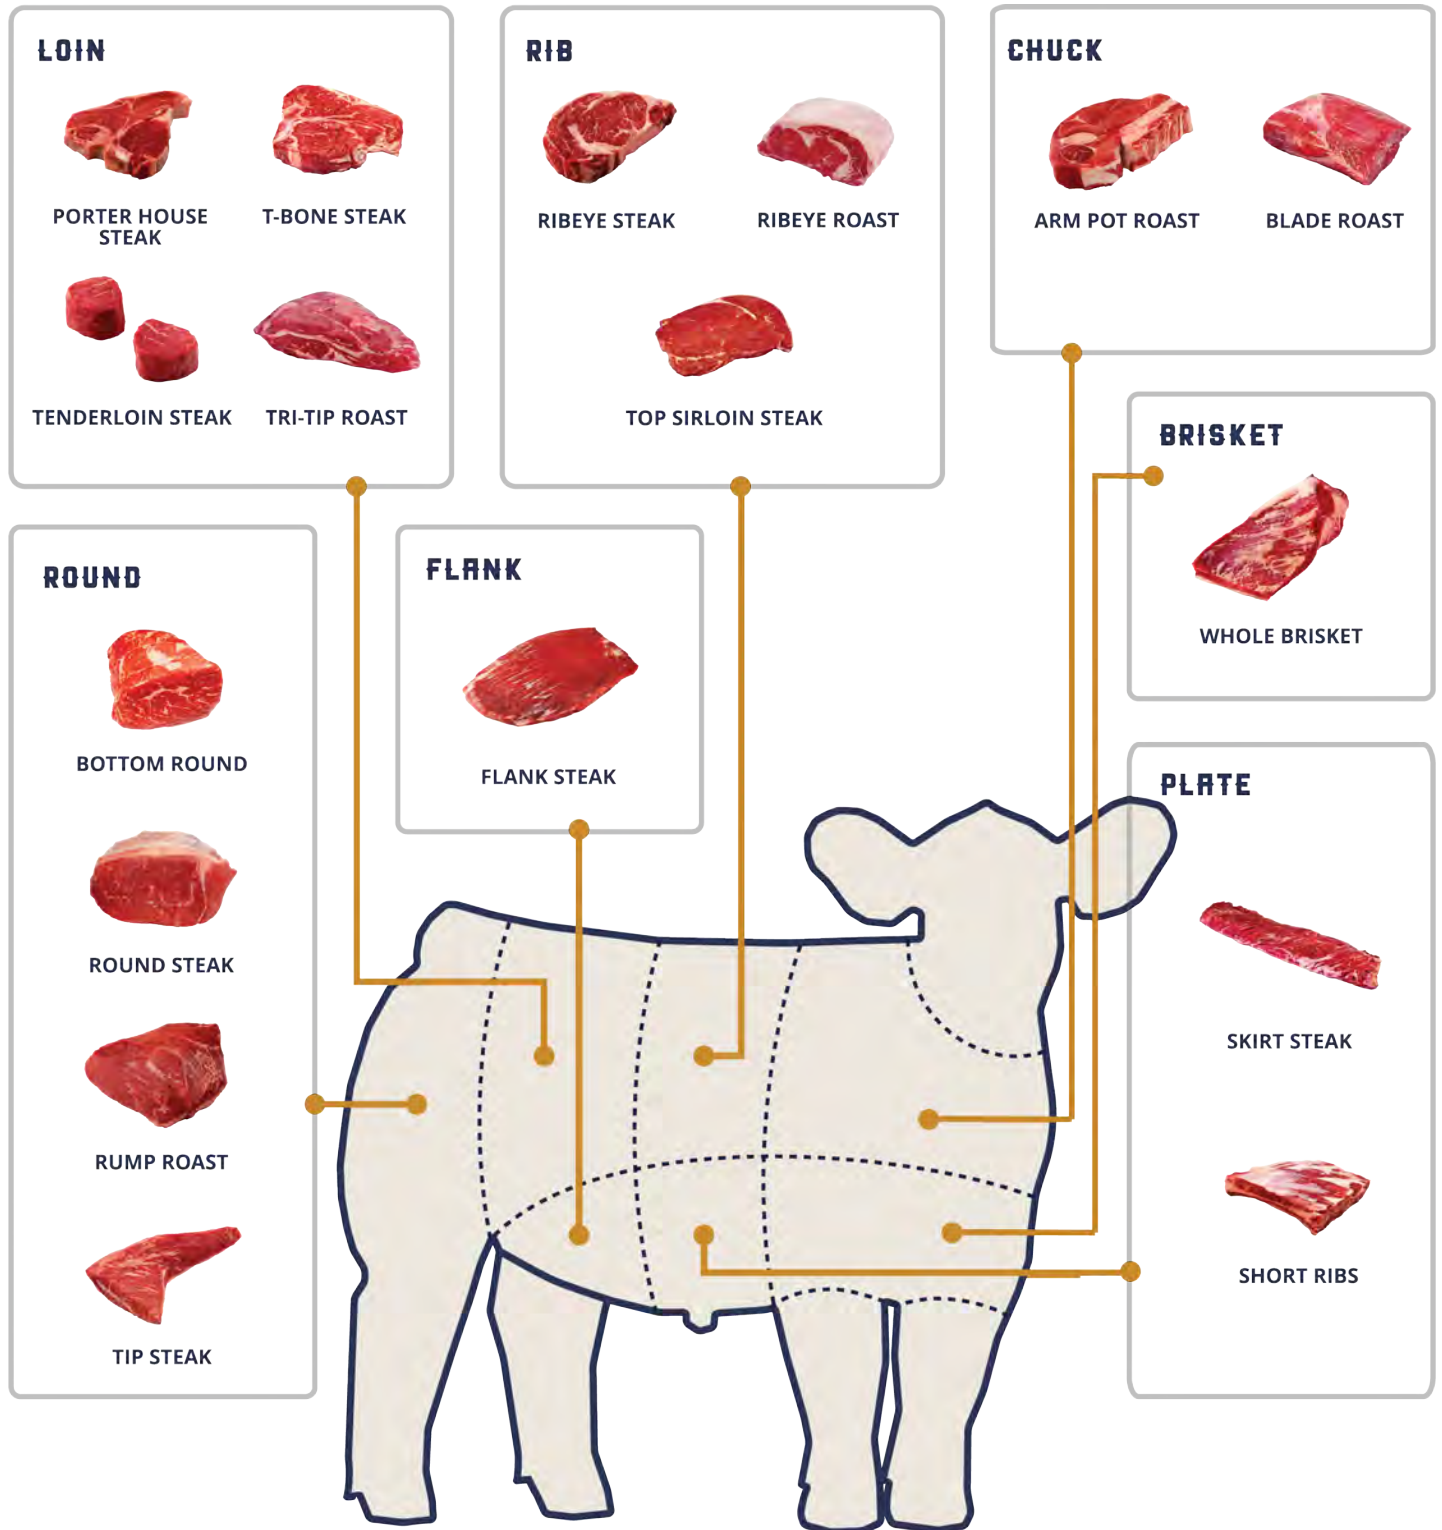 LOIN
PORTER HOUSE
STEAK
T-BONE STEAK
TENDERLOIN STEAK
TRI-TIP ROAST
RIB
RIBEYE STEAK
RIBEYE ROAST
TOP SIRLOIN STEAK
CHUCK
ARM POT ROAST
BLADE ROAST
BRISKET
WHOLE BRISKET
ROUND
BOTTOM ROUND
ROUND STEAK
RUMP ROAST
TIP STEAK
FLANK
FLANK STEAK
PLATE
SKIRT STEAK
SHORT RIBS